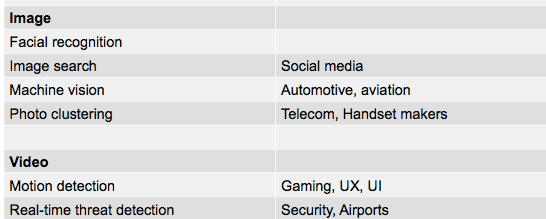 Image
Facial recognition
Image search Social media
Machine vision Automotive, aviation
Photo clustering Telecom, Handset makers
Video
Motion detection Gaming, UX, UI
Real-time threat detection Security, Airports